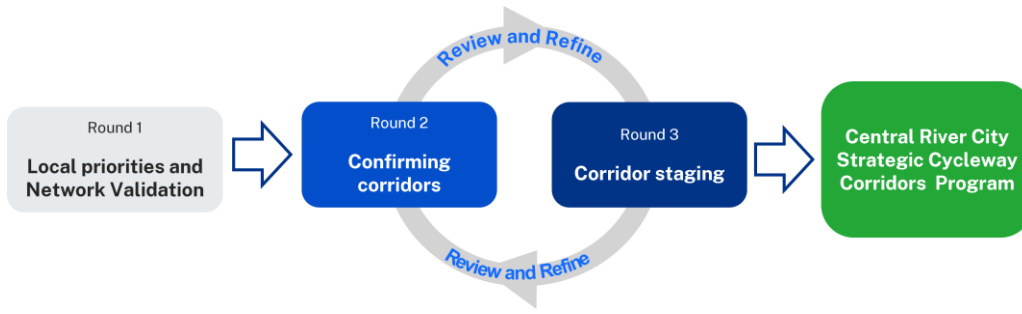 Review and Refine
Round 1
Local priorities and
Network Validation
Round 2
Confirming
corridors
Round 3
Corridor staging
Central River City
Strategic Cycleway
Corridors Program
Review and Refine